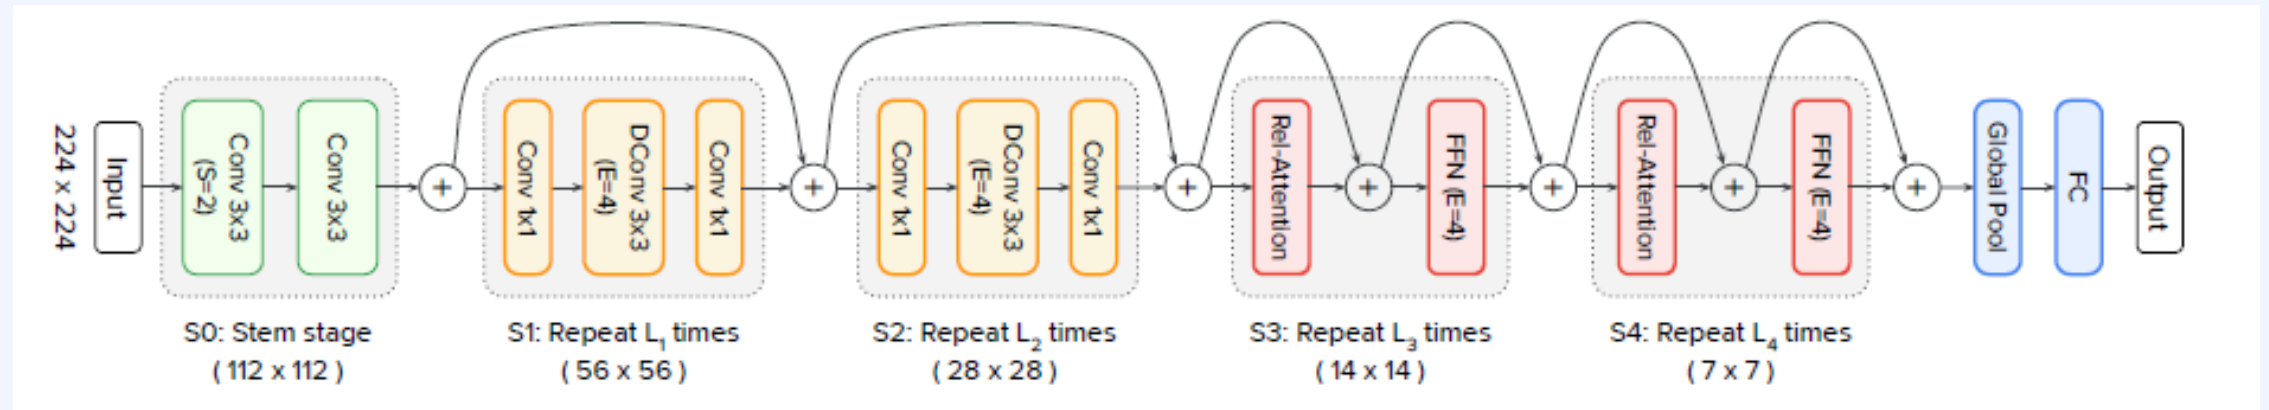 224 x 224
Input
Conv 3x3
(S=2)
Conv 3x3
+
Conv 1x1
DConv 3x3
(E=4)
Conv 1x1
+
Conv 1x1
DConv 3x3
(E=4)
Conv 1x1
+
Rel-Attention
+
FFN (E=4)
+
Rel-Attention
+
FFN (E=4)
+
Global Pool
FC
Output
S0: Stem stage
( 112 x 112 )
S1: Repeat L₁ times
( 56 x 56 )
S2: Repeat L₂ times
( 28 x 28 )
S3: Repeat L₃ times
( 14 x 14 )
S4: Repeat L₄ times
( 7 x 7 )